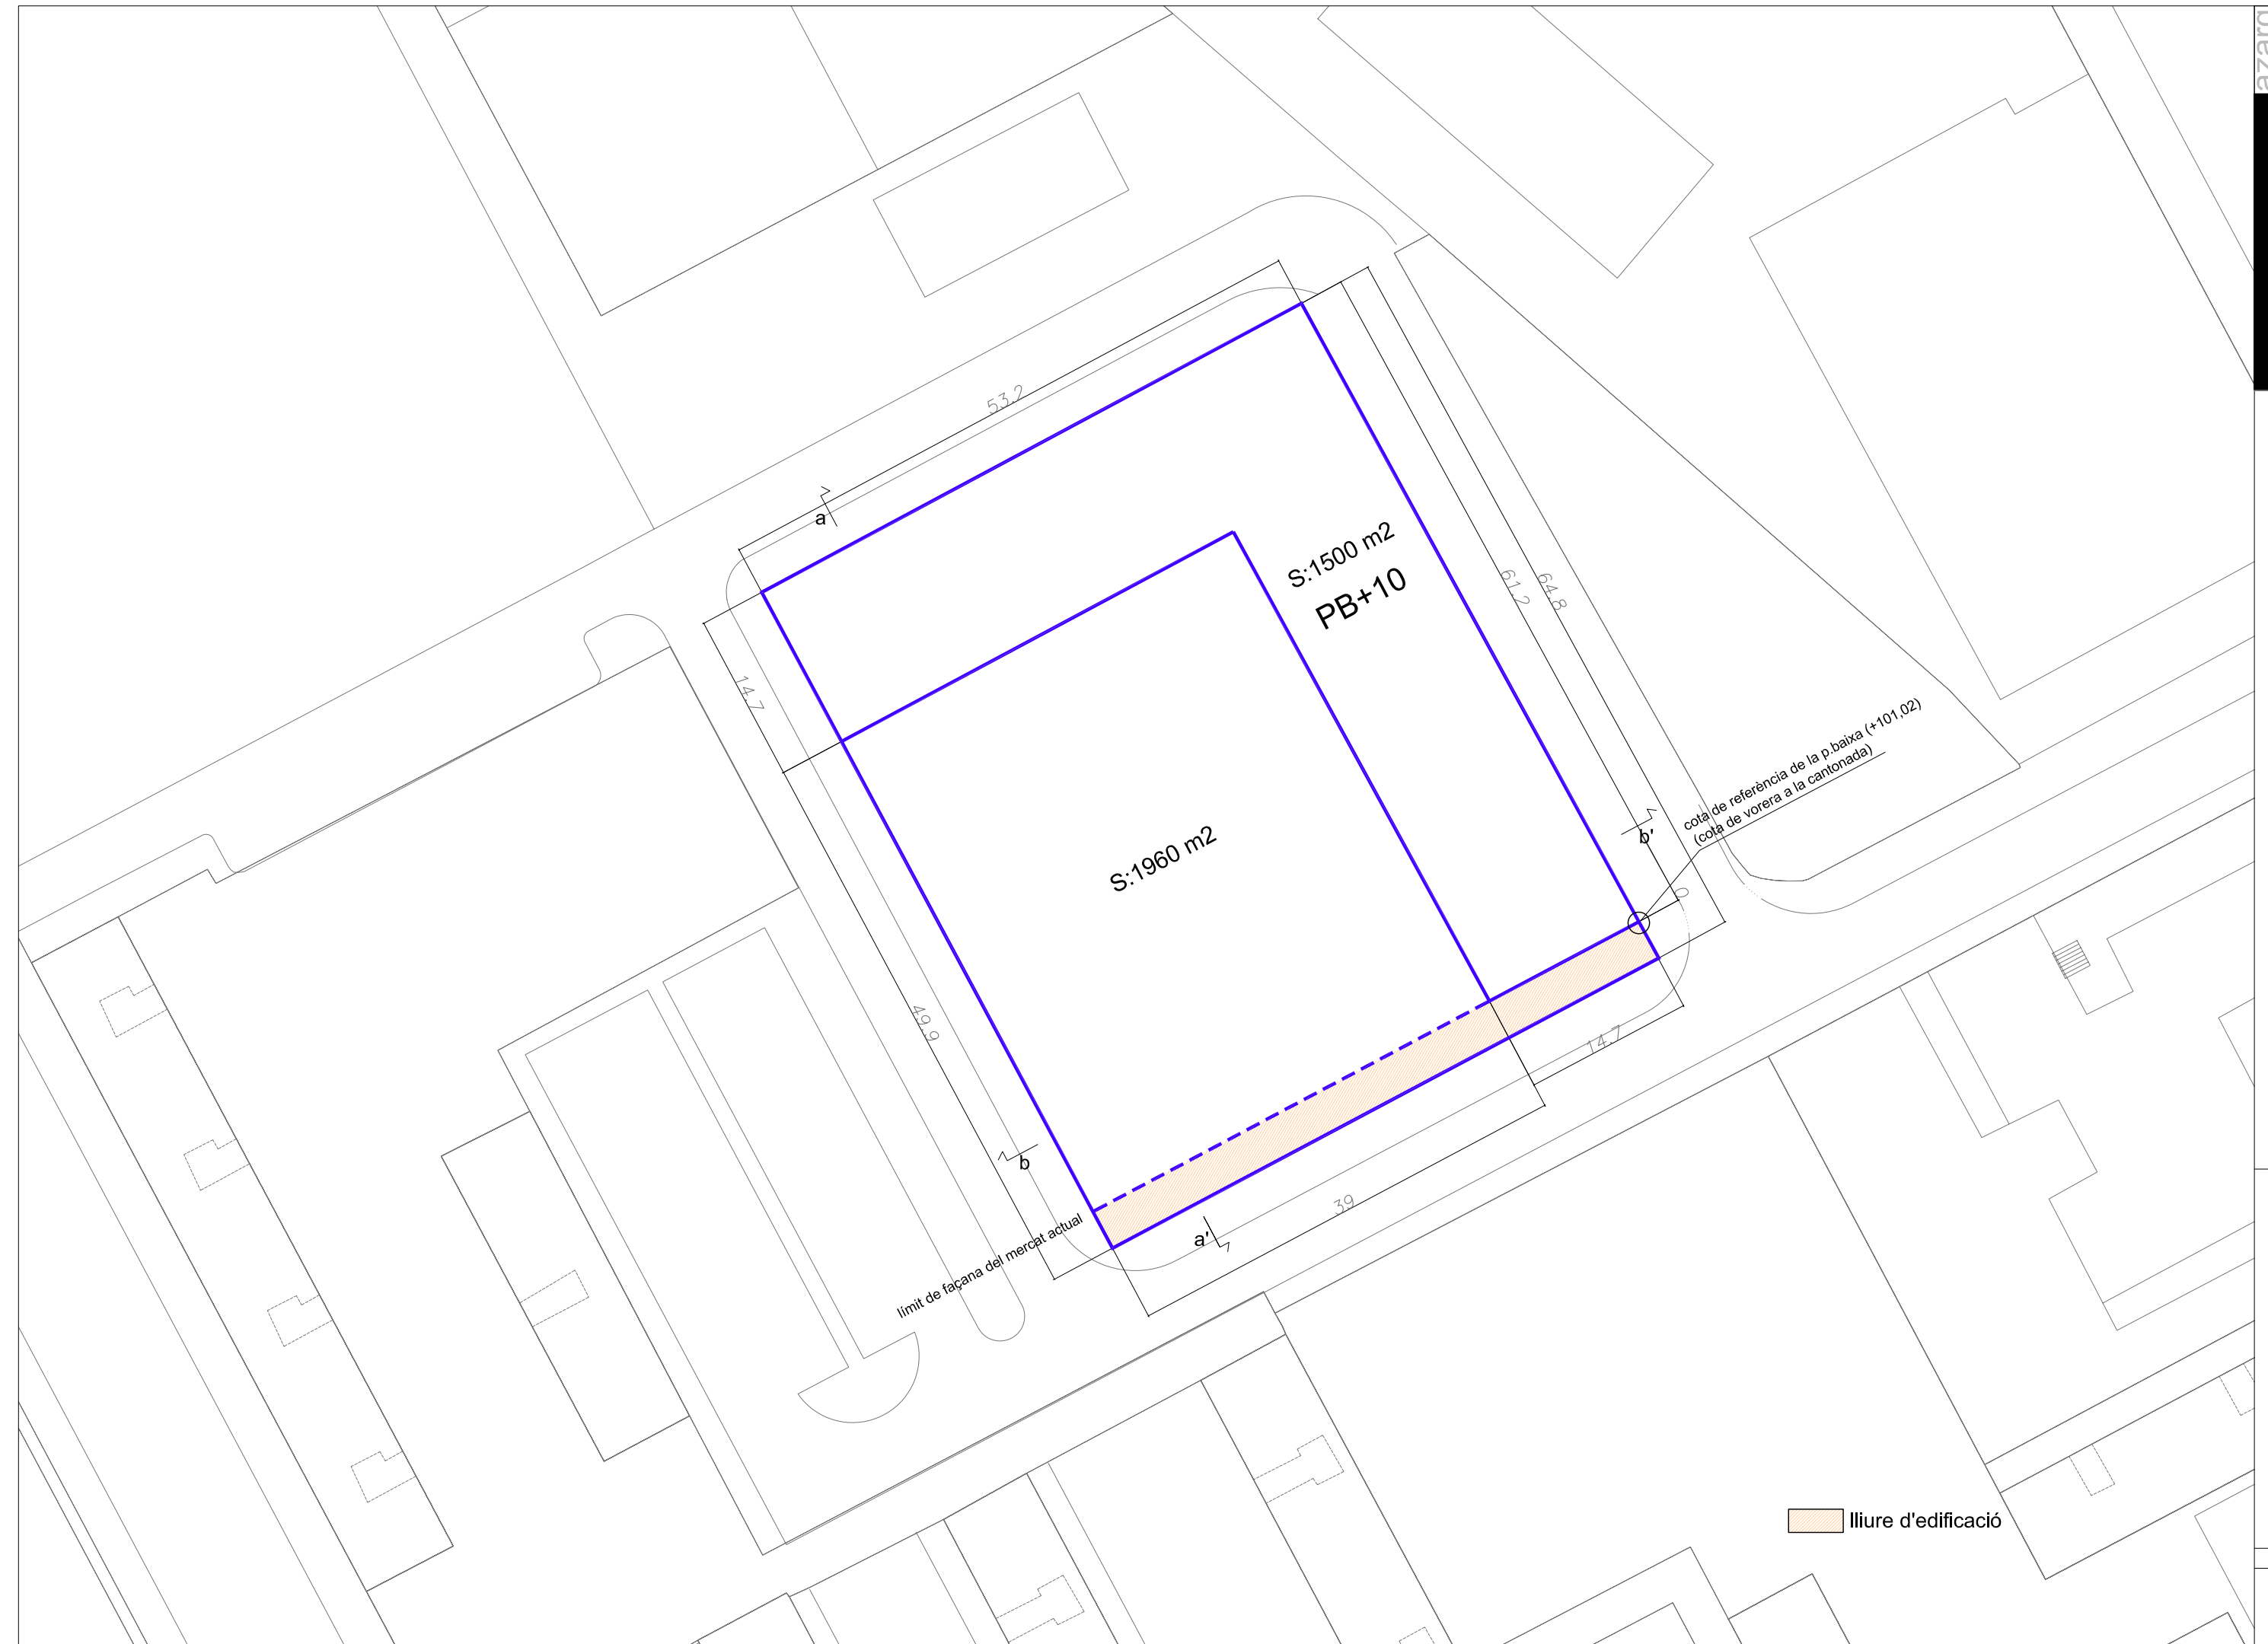 53.2
a
S:1500 m2
PB+10
61.2
64.8
14.7
cota de referència de la p.baixa (+101,02)
(cota de vorera a la cantonada)
b'
S:1960 m2
0
49.9
14.7
b
39
límit de façana del mercat actual
a'
lliure d'edificació